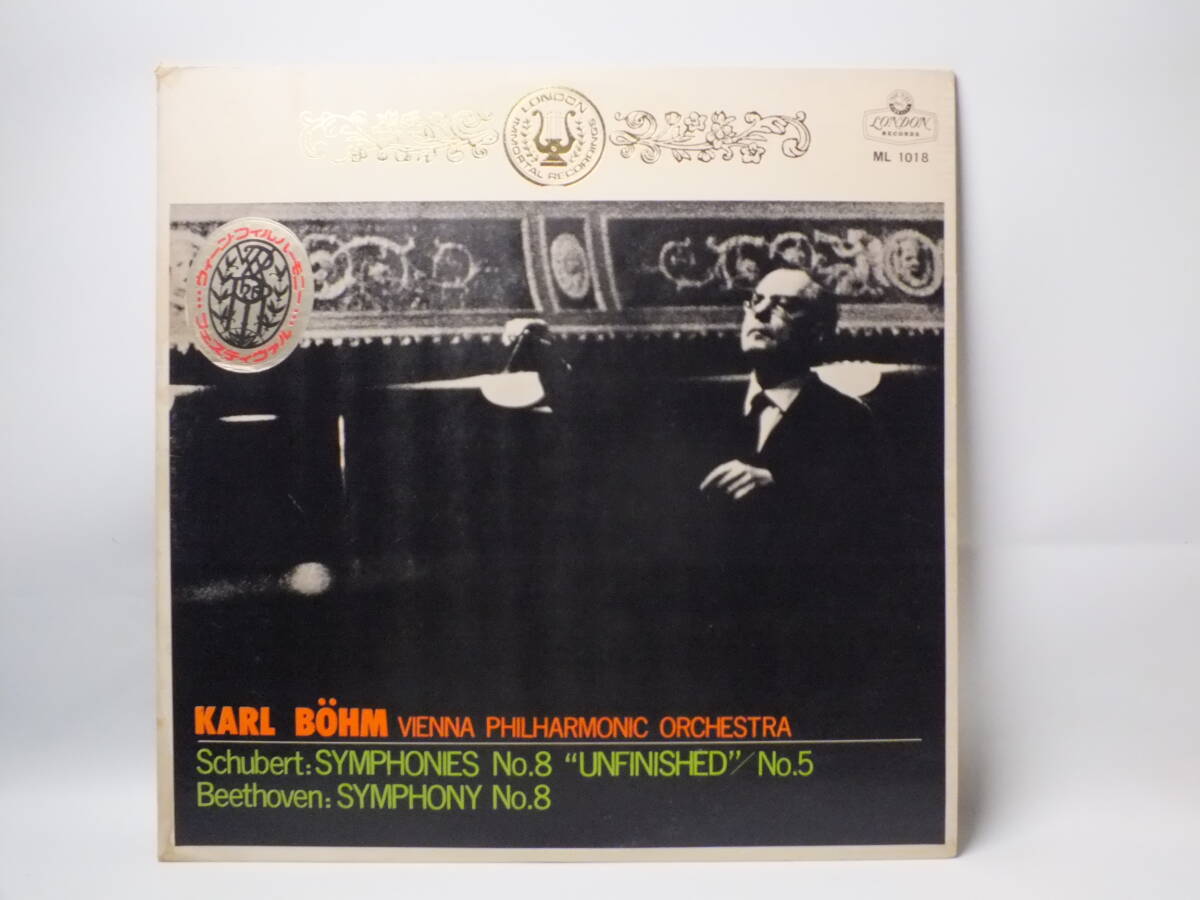 LONDON
IMMORTAL RECORDINGS
LONDON
RECORDS
ML 1018
ウィーン・フィルハーモニー
フェスティヴァル
KARL BÖHM VIENNA PHILHARMONIC ORCHESTRA
Schubert: SYMPHONIES No.8 “UNFINISHED”/No.5
Beethoven: SYMPHONY No.8